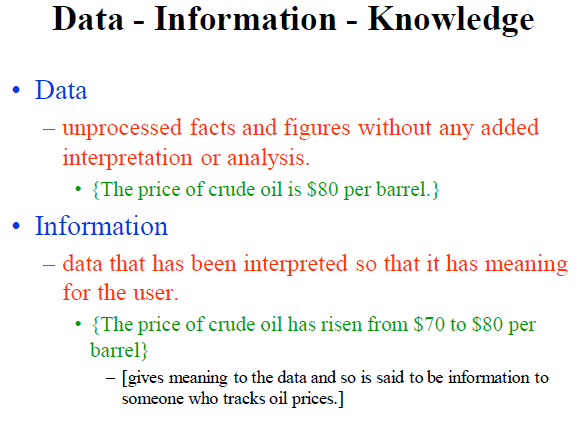 Data - Information - Knowledge
• Data
– unprocessed facts and figures without any added
interpretation or analysis.
• {The price of crude oil is $80 per barrel.}
• Information
– data that has been interpreted so that it has meaning
for the user.
• {The price of crude oil has risen from $70 to $80 per
barrel}
– [gives meaning to the data and so is said to be information to
someone who tracks oil prices.]